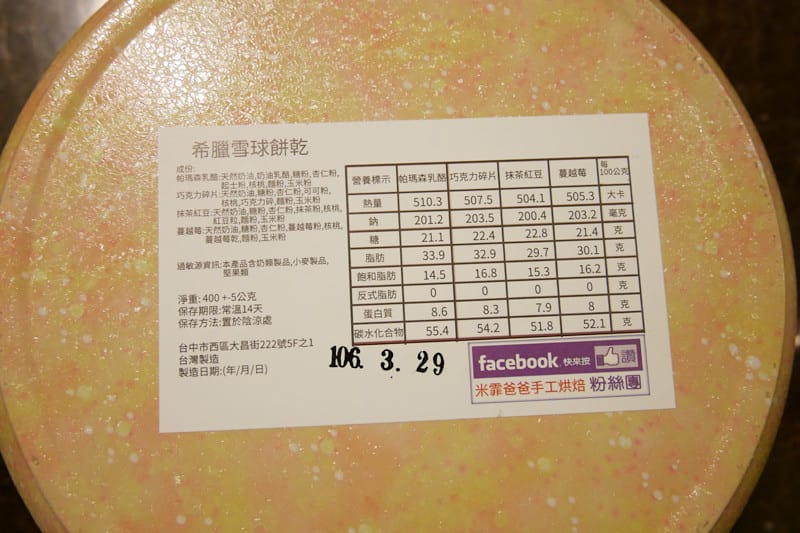 希臘雪球餅乾
成份:
帕瑪森乳酪:天然奶油,奶油乳酪,糖粉,杏仁粉,
起士粉,核桃,麵粉,玉米粉
巧克力碎片:天然奶油,糖粉,杏仁粉,可可粉,
核桃,巧克力碎,麵粉,玉米粉
抹茶紅豆:天然奶油,糖粉,杏仁粉,抹茶粉,核桃,
紅豆粒,麵粉,玉米粉
蔓越莓:天然奶油,糖粉,杏仁粉,蔓越莓粉,核桃,
蔓越莓乾,麵粉,玉米粉
過敏源資訊:本產品含奶類製品,小麥製品,
堅果類
淨重: 400 +-5公克
保存期限:常溫14天
保存方法:置於陰涼處
台中市西區大昌街222號5F之1
台灣製造
製造日期:(年/月/日)
106. 3. 29
營養標示 帕瑪森乳酪 巧克力碎片 抹茶紅豆 蔓越莓 每100公克
熱量 510.3 507.5 504.1 505.3 大卡
鈉 201.2 203.5 200.4 203.2 毫克
糖 21.1 22.4 22.8 21.4 克
脂肪 33.9 32.9 29.7 30.1 克
飽和脂肪 14.5 16.8 15.3 16.2 克
反式脂肪 0 0 0 0 克
蛋白質 8.6 8.3 7.9 8 克
碳水化合物 55.4 54.2 51.8 52.1 克
facebook 快來按 讚
米霏爸爸手工烘焙 粉絲團